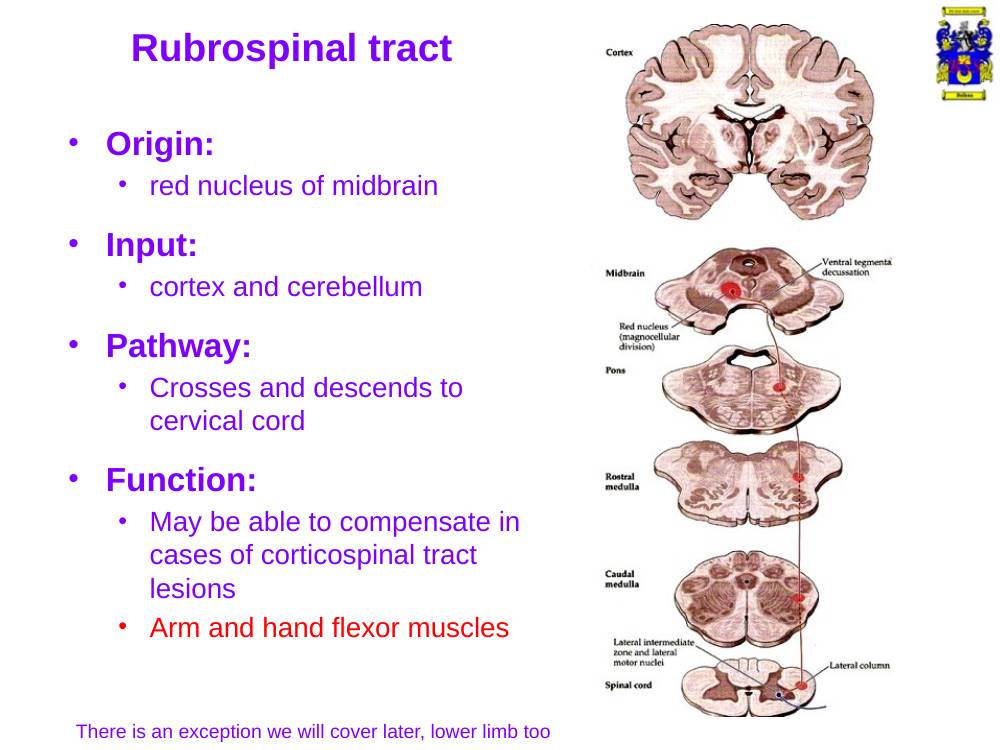 Rubrospinal tract
• Origin:
• red nucleus of midbrain
• Input:
• cortex and cerebellum
• Pathway:
• Crosses and descends to
cervical cord
• Function:
• May be able to compensate in
cases of corticospinal tract
lesions
• Arm and hand flexor muscles
There is an exception we will cover later, lower limb too
Cortex
Midbrain
Ventral tegmenta
decussation
Red nucleus
(magnocellular
division)
Pons
Rostral
medulla
Caudal
medulla
Lateral intermediate
zone and lateral
motor nuclei
Lateral column
Spinal cord